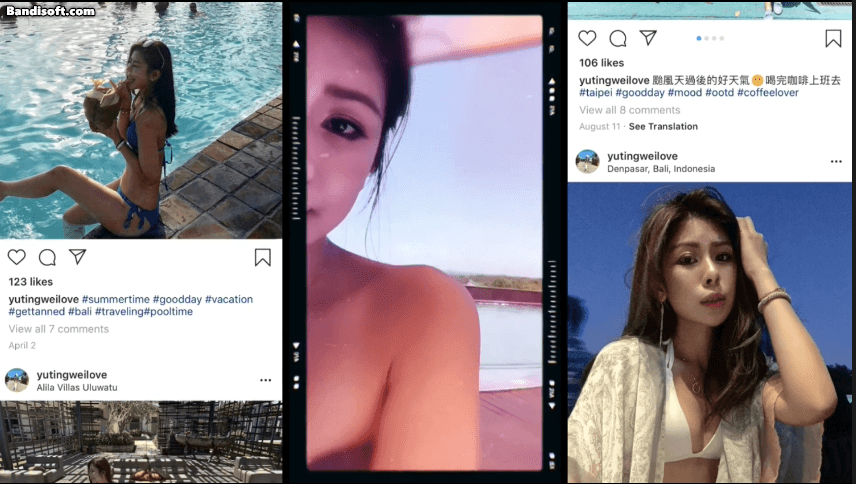 Bandisoft.com
123 likes
yutingweilove #summertime #goodday #vacation
#gettanned #bali #traveling#pooltime
View all 7 comments
April 2
yutingweilove
Alila Villas Uluwatu
106 likes
yutingweilove 颱風天過後的好天氣🌞喝完咖啡上班去
#taipei #goodday #mood #ootd #coffeelover
View all 8 comments
August 11 · See Translation
yutingweilove
Denpasar, Bali, Indonesia